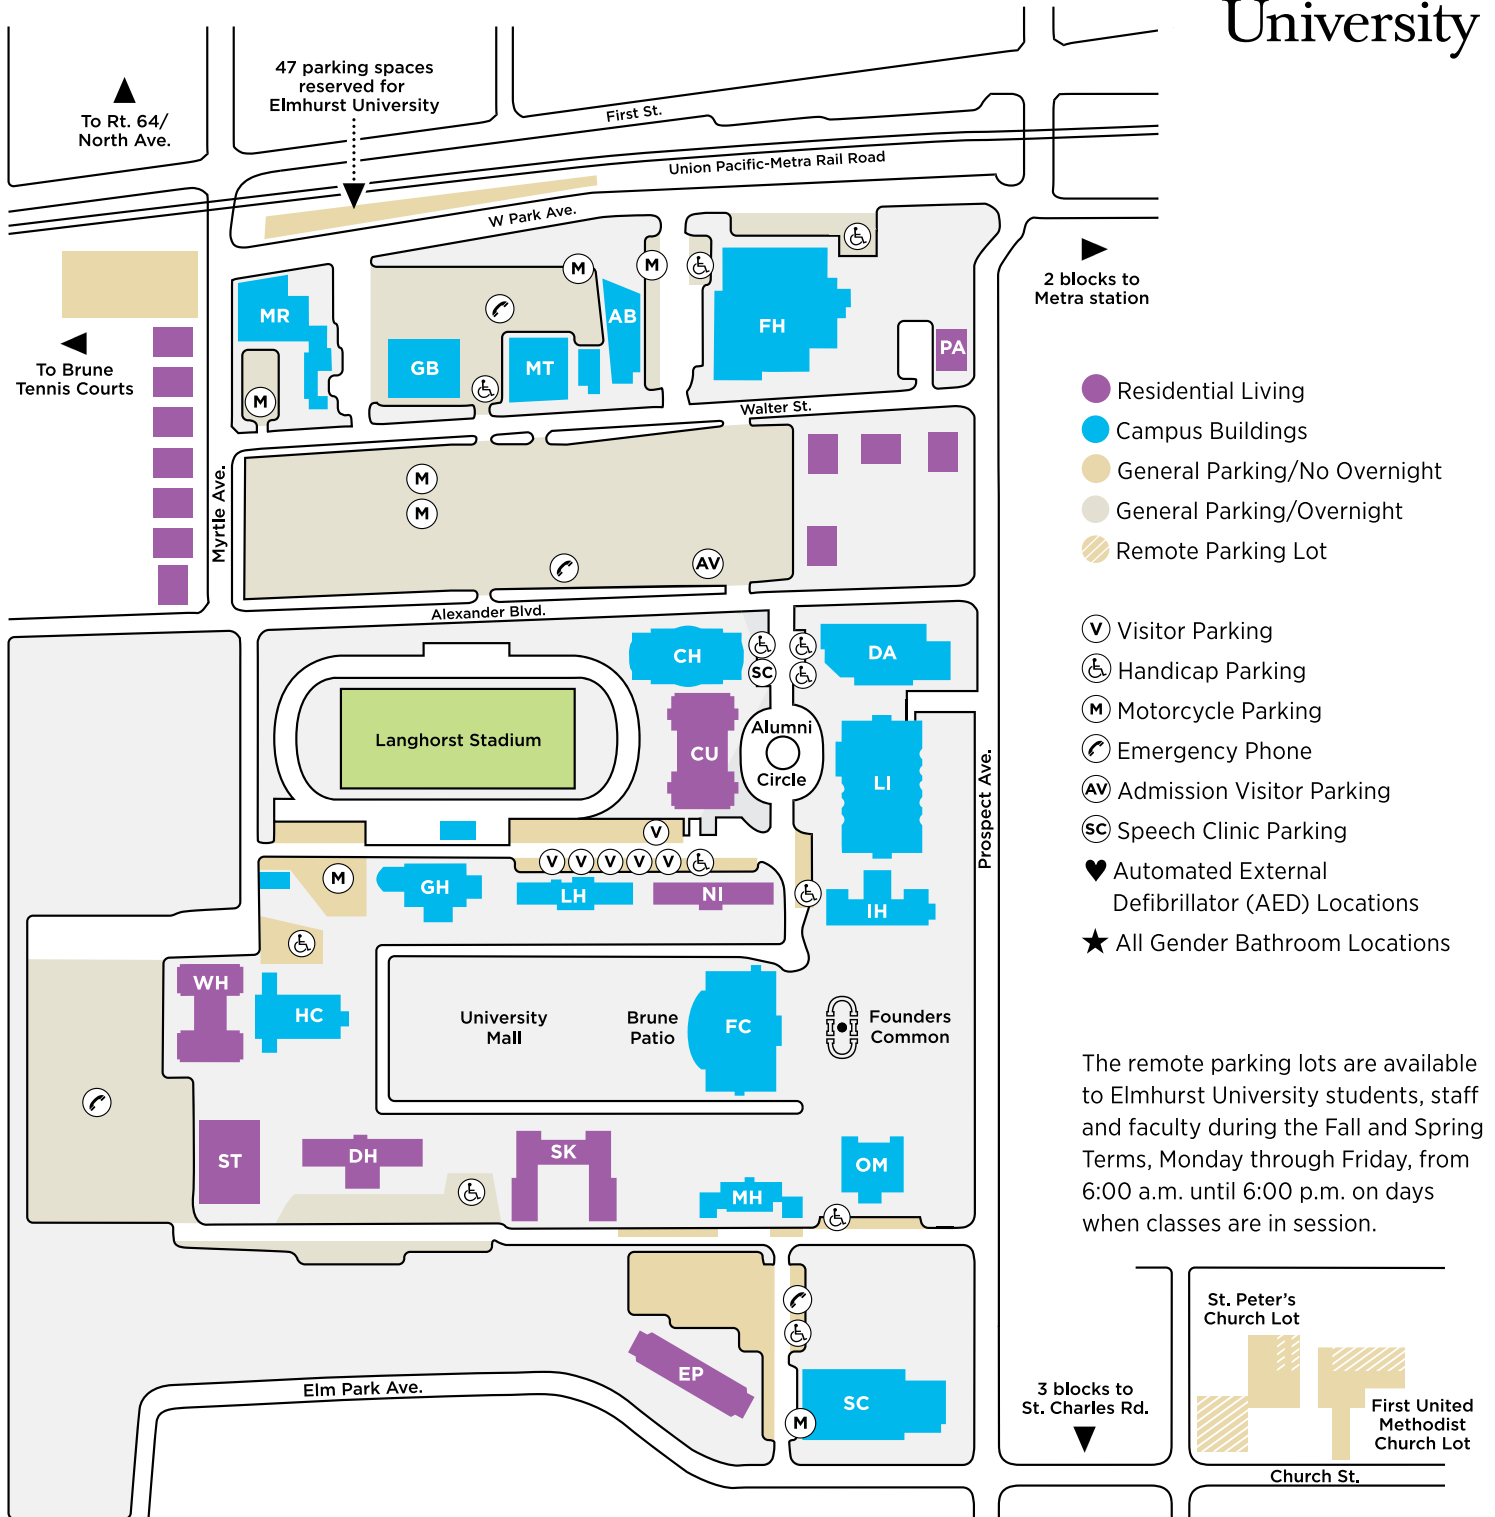 University
47 parking spaces
reserved for
Elmhurst University
To Rt. 64/
North Ave.
First St.
Union Pacific-Metra Rail Road
W Park Ave.
2 blocks to
Metra station
M
M
MR
AB
FH
PA
GB
MT
M
To Brune
Tennis Courts
Walter St.
Myrtle Ave.
M
M
AV
Alexander Blvd.
Residential Living
Campus Buildings
General Parking/No Overnight
General Parking/Overnight
Remote Parking Lot
V Visitor Parking
Handicap Parking
M Motorcycle Parking
Emergency Phone
AV Admission Visitor Parking
SC Speech Clinic Parking
Automated External
Defibrillator (AED) Locations
All Gender Bathroom Locations
CH
SC
DA
Langhorst Stadium
CU
Alumni
Circle
LI
Prospect Ave.
V
V
V
V
V
V
M
GH
LH
NI
IH
WH
HC
University
Mall
Brune
Patio
FC
Founders
Common
ST
DH
SK
MH
OM
The remote parking lots are available
to Elmhurst University students, staff
and faculty during the Fall and Spring
Terms, Monday through Friday, from
6:00 a.m. until 6:00 p.m. on days
when classes are in session.
EP
SC
M
Elm Park Ave.
3 blocks to
St. Charles Rd.
St. Peter's
Church Lot
First United
Methodist
Church Lot
Church St.